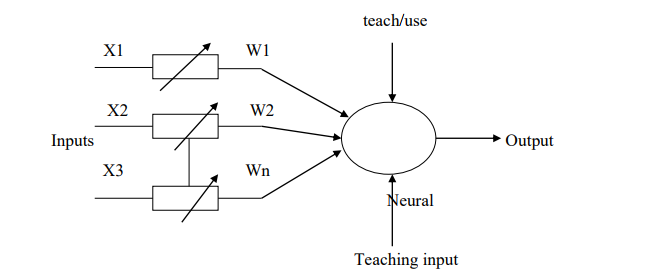 teach/use
X1 W1
X2 W2
Inputs Output
X3 Wn
Neural
Teaching input